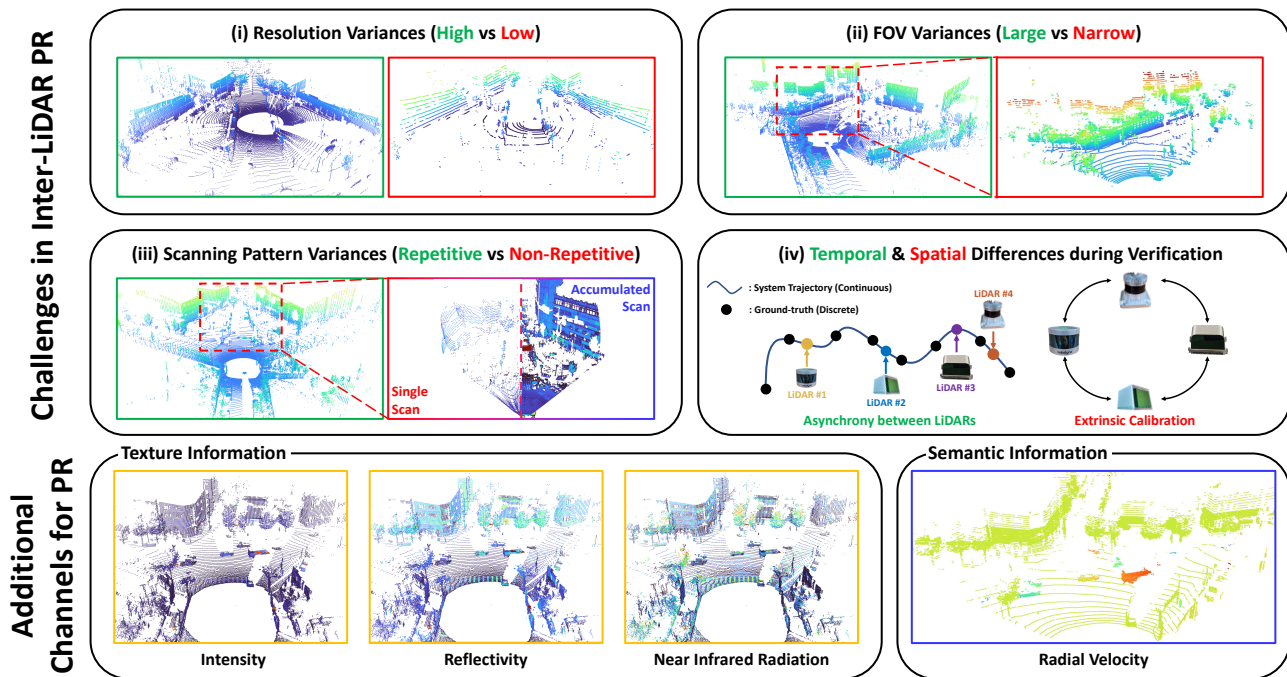 Challenges in Inter-LiDAR PR
(i) Resolution Variances (High vs Low)
(ii) FOV Variances (Large vs Narrow)
(iii) Scanning Pattern Variances (Repetitive vs Non-Repetitive)
Accumulated
Scan
Single
Scan
(iv) Temporal & Spatial Differences during Verification
: System Trajectory (Continuous)
: Ground-truth (Discrete)
LiDAR #4
LiDAR #1
LiDAR #2
LiDAR #3
Asynchrony between LiDARs
Extrinsic Calibration
Additional
Channels for PR
Texture Information
Intensity
Reflectivity
Near Infrared Radiation
Semantic Information
Radial Velocity